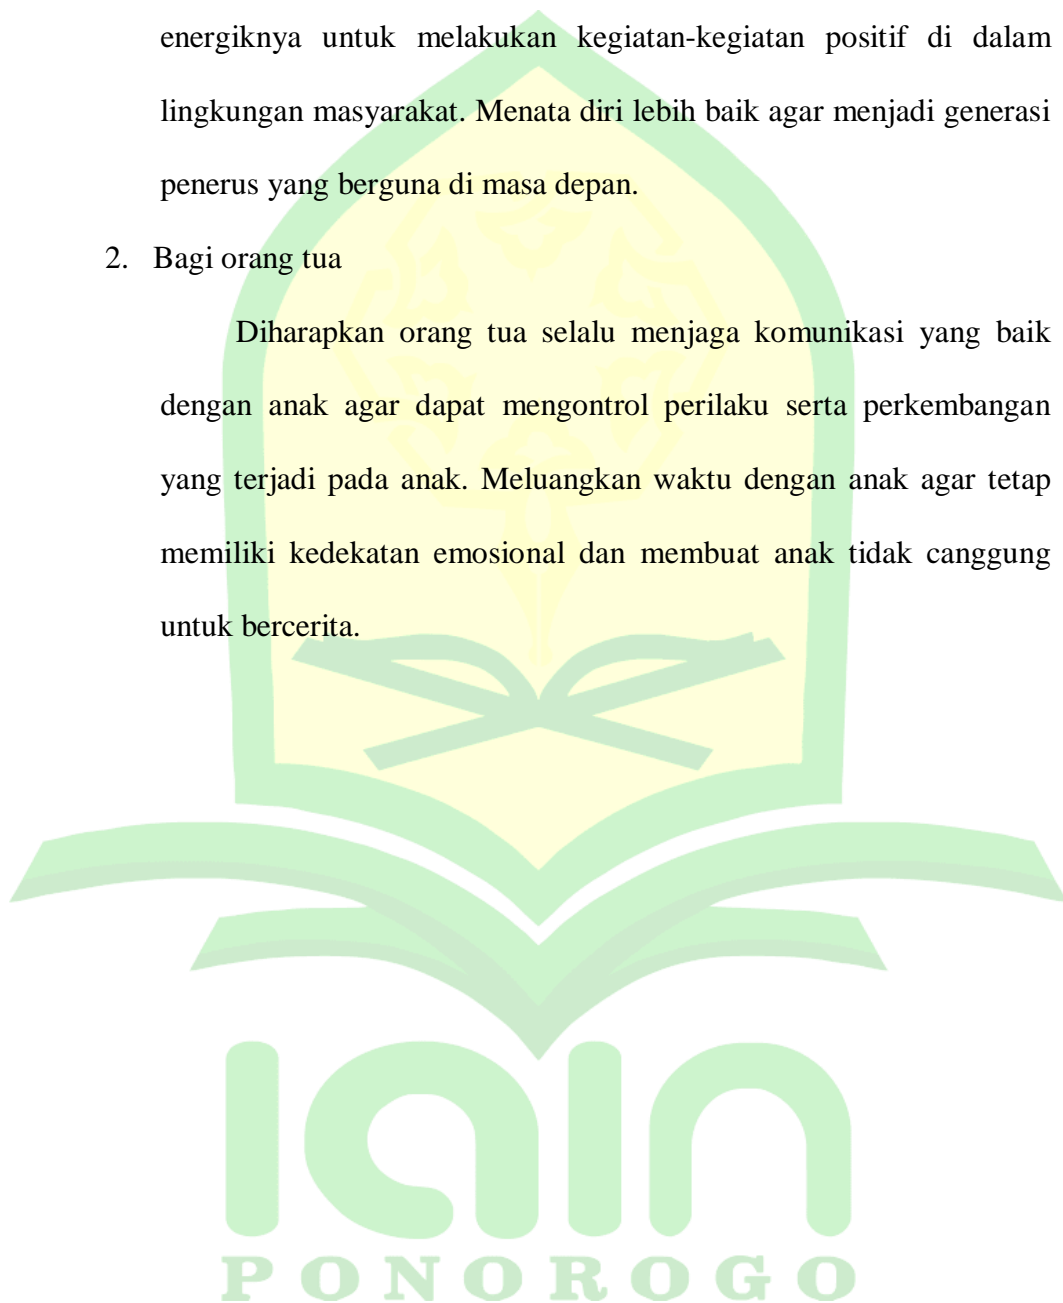 energiknya untuk melakukan kegiatan-kegiatan positif di dalam
lingkungan masyarakat. Menata diri lebih baik agar menjadi generasi
penerus yang berguna di masa depan.
2. Bagi orang tua
Diharapkan orang tua selalu menjaga komunikasi yang baik
dengan anak agar dapat mengontrol perilaku serta perkembangan
yang terjadi pada anak. Meluangkan waktu dengan anak agar tetap
memiliki kedekatan emosional dan membuat anak tidak canggung
untuk bercerita.
iain
PONOROGO